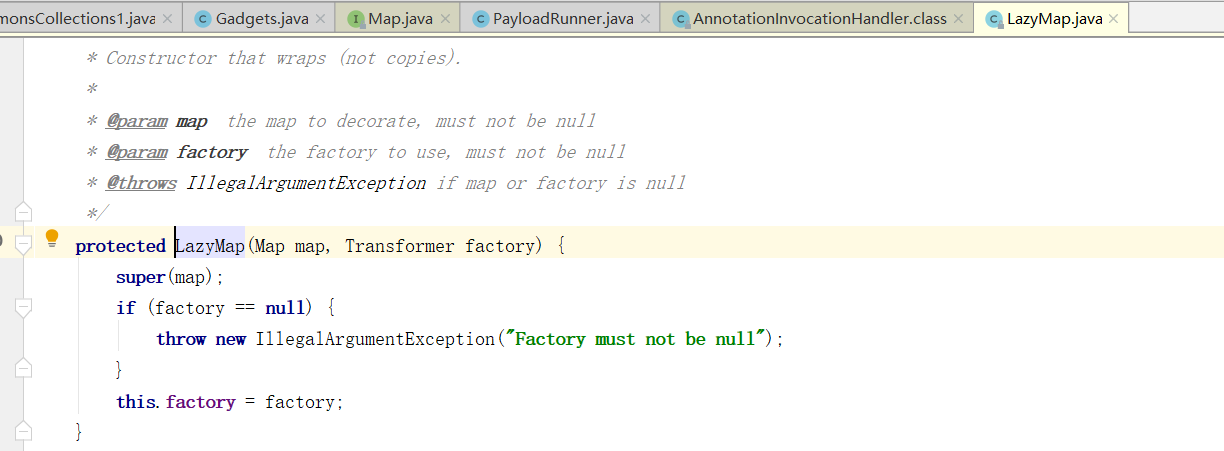 monsCollections1.java × Gadgets.java × Map.java × PayloadRunner.java × AnnotationInvocationHandler.class × LazyMap.java ×
* Constructor that wraps (not copies).
*
* @param map the map to decorate, must not be null
* @param factory the factory to use, must not be null
* @throws IllegalArgumentException if map or factory is null
*/
protected LazyMap(Map map, Transformer factory) {
super(map);
if (factory == null) {
throw new IllegalArgumentException("Factory must not be null");
}
this.factory = factory;
}